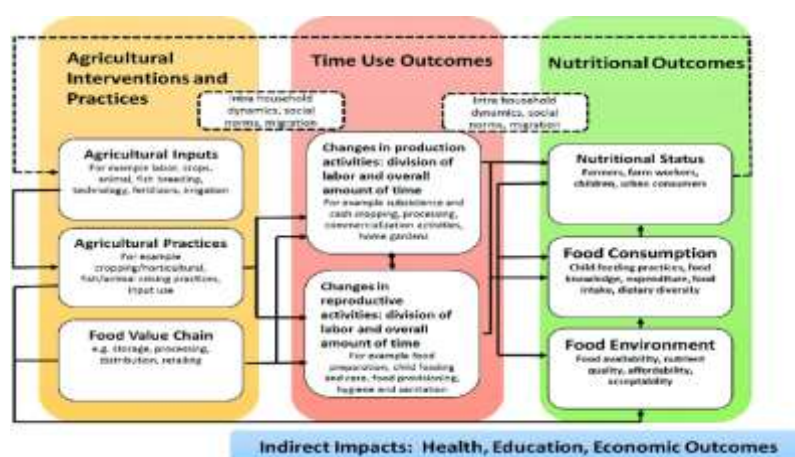 Agricultural
Interventions and
Practices
Time Use Outcomes
Nutritional Outcomes
Intra household
dynamics, social
norms, migration
Intra household
dynamics, social
norms, migration
Agricultural Inputs
For example labor, crops,
animal, fish breeding,
technology, fertilizers, irrigation
Agricultural Practices
For example
cropping/horticultural,
fish/animal raising practices,
input use
Food Value Chain
e.g. storage, processing,
distribution, retailing
Changes in production
activities: division of
labor and overall
amount of time
For example subsistence and
cash cropping, processing,
commercialization activities,
home gardens
Changes in
reproductive
activities: division of
labor and overall
amount of time
For example food
preparation, child feeding
and care, food provisioning,
hygiene and sanitation
Nutritional Status
Farmers, farm workers,
children, urban consumers
Food Consumption
Child feeding practices, food
knowledge, expenditure, food
intake, dietary diversity
Food Environment
Food availability, nutrient
quality, affordability,
acceptability
Indirect Impacts: Health, Education, Economic Outcomes